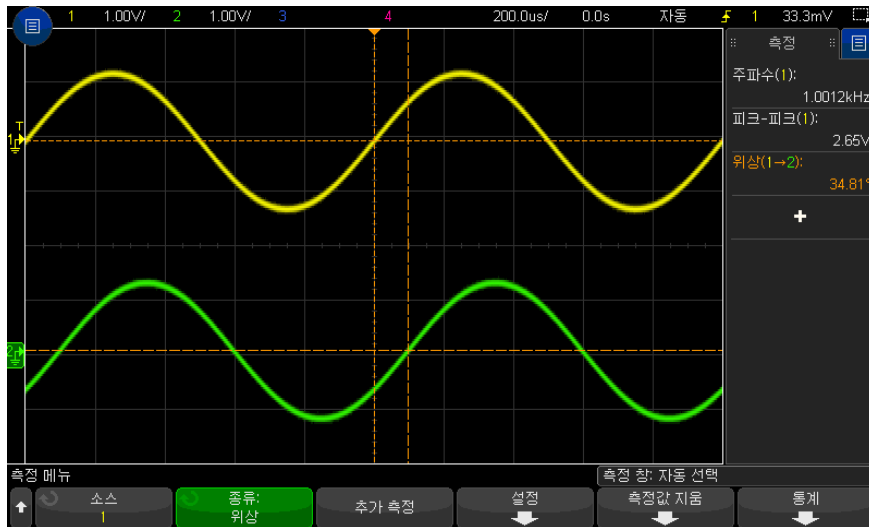 1 1.00V/ 2 1.00V/ 3 4 200.0us/ 0.0s 자동 1 33.3mV
측정
주파수(1):
1.0012kHz
피크-피크(1):
2.65V
위상(1→2):
34.81°
+
T
1
2
측정 메뉴
측정 창: 자동 선택
소스
1
종류:
위상
추가 측정
설정
측정값 지움
통계